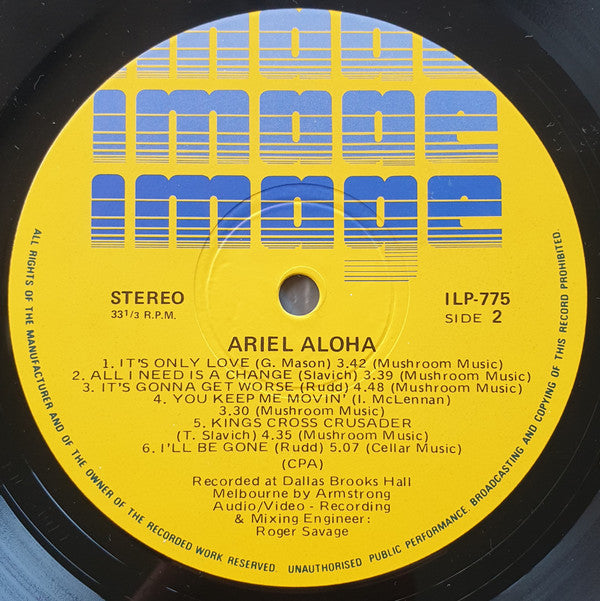 image
image
image
STEREO
33 1/3 R.P.M.
ILP-775
SIDE 2
ARIEL ALOHA
1. IT'S ONLY LOVE (G. Mason) 3.42 (Mushroom Music)
2. ALL I NEED IS A CHANGE (Slavich) 3.39 (Mushroom Music)
3. IT'S GONNA GET WORSE (Rudd) 4.48 (Mushroom Music)
4. YOU KEEP ME MOVIN' (I. McLennan)
3.30 (Mushroom Music)
5. KINGS CROSS CRUSADER
(T. Slavich) 4.35 (Mushroom Music)
6. I'LL BE GONE (Rudd) 5.07 (Cellar Music)
(CPA)
Recorded at Dallas Brooks Hall
Melbourne by Armstrong
Audio/Video - Recording
& Mixing Engineer:
Roger Savage
ALL RIGHTS OF THE MANUFACTURER AND OF THE OWNER OF THE RECORDED WORK RESERVED. UNAUTHORISED PUBLIC PERFORMANCE, BROADCASTING AND COPYING OF THIS RECORD PROHIBITED.